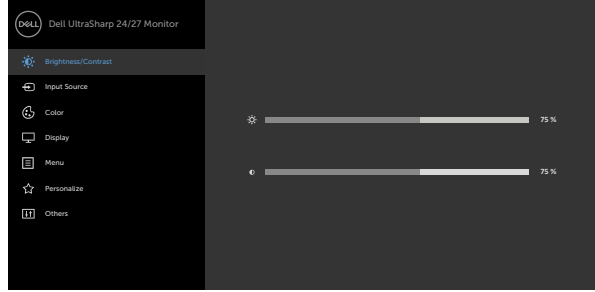 DELL
Dell UltraSharp 24/27 Monitor
Brightness/Contrast
Input Source
Color
Display
Menu
Personalize
Others
75 %
75 %